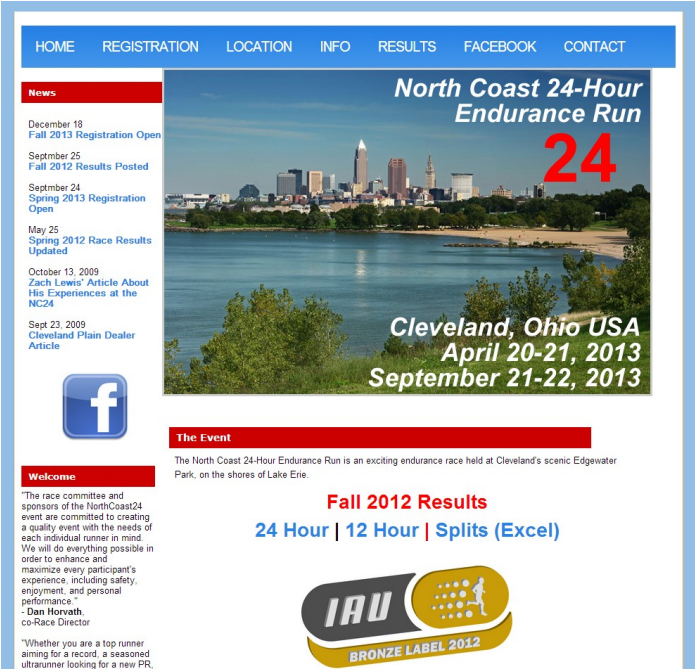 HOME REGISTRATION LOCATION INFO RESULTS FACEBOOK CONTACT
News
December 18
Fall 2013 Registration Open
Septmber 25
Fall 2012 Results Posted
Septmber 24
Spring 2013 Registration
Open
May 25
Spring 2012 Race Results
Updated
October 13, 2009
Zach Lewis' Article About
His Experiences at the
NC24
Sept 23, 2009
Cleveland Plain Dealer
Article
f
Welcome
"The race committee and
sponsors of the NorthCoast24
event are committed to creating
a quality event with the needs of
each individual runner in mind.
We will do everything possible in
order to enhance and
maximize every participant's
experience, including safety,
enjoyment, and personal
performance."
- Dan Horvath,
co-Race Director
"Whether you are a top runner
aiming for a record, a seasoned
ultrarunner looking for a new PR,
North Coast 24-Hour
Endurance Run
24
Cleveland, Ohio USA
April 20-21, 2013
September 21-22, 2013
The Event
The North Coast 24-Hour Endurance Run is an exciting endurance race held at Cleveland's scenic Edgewater
Park, on the shores of Lake Erie.
Fall 2012 Results
24 Hour | 12 Hour | Splits (Excel)
IAU
BRONZE LABEL 2012